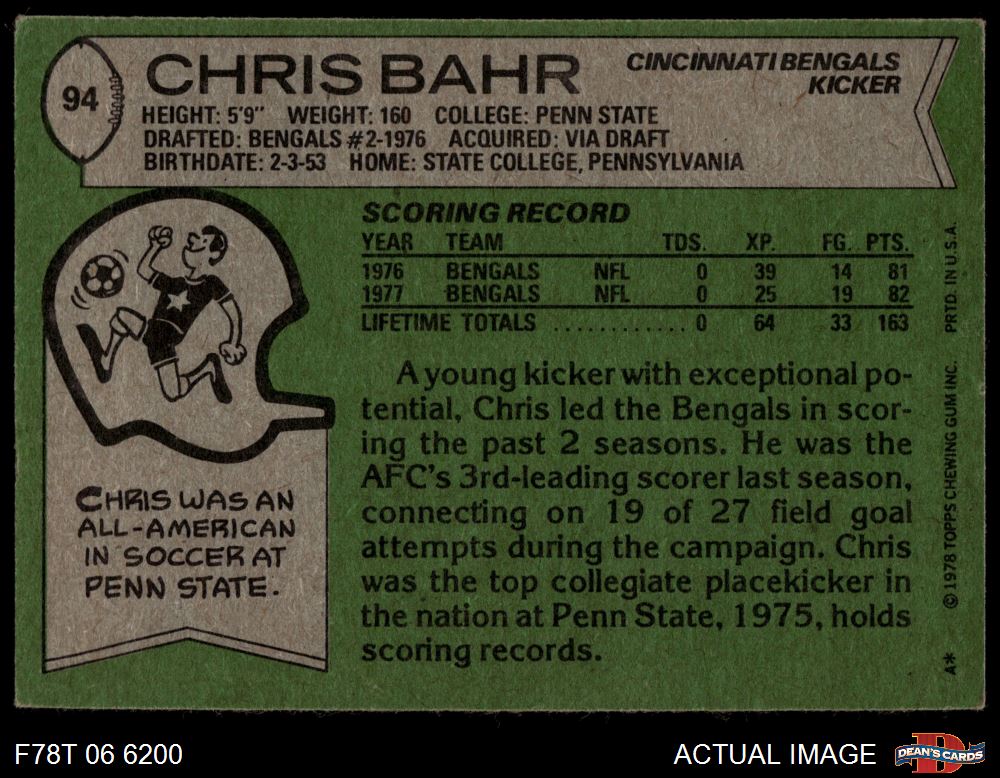 94
CHRIS BAHR
CINCINNATI BENGALS
KICKER
HEIGHT: 5'9" WEIGHT: 160 COLLEGE: PENN STATE
DRAFTED: BENGALS #2-1976 ACQUIRED: VIA DRAFT
BIRTHDATE: 2-3-53 HOME: STATE COLLEGE, PENNSYLVANIA
SCORING RECORD
YEAR TEAM TDS. XP. FG. PTS.
1976 BENGALS NFL 0 39 14 81
1977 BENGALS NFL 0 25 19 82
LIFETIME TOTALS ............ 0 64 33 163
A young kicker with exceptional po-
tential, Chris led the Bengals in scor-
ing the past 2 seasons. He was the
AFC's 3rd-leading scorer last season,
connecting on 19 of 27 field goal
attempts during the campaign. Chris
was the top collegiate placekicker in
the nation at Penn State, 1975, holds
scoring records.
CHRIS WAS AN
ALL-AMERICAN
IN SOCCER AT
PENN STATE.
A* © 1978 TOPPS CHEWING GUM INC. PRTD. IN U.S.A.
F78T 06 6200
ACTUAL IMAGE
D
DEAN'S CARDS